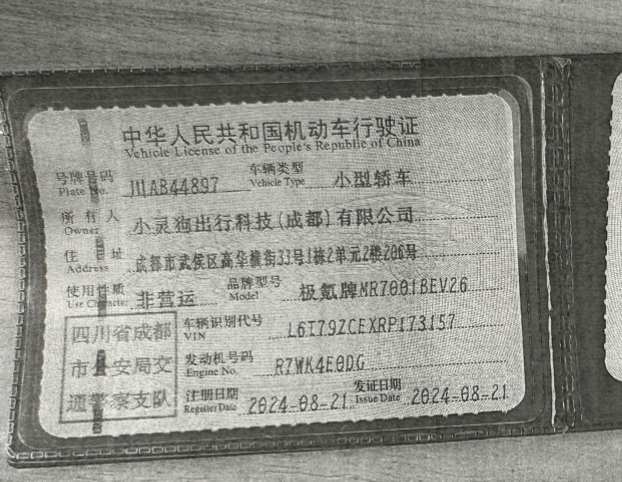 中华人民共和国机动车行驶证
Vehicle License of the People's Republic of China
号牌号码 川AB44897 车辆类型 小型轿车
Plate No. Vehicle Type
所有人 小灵狗出行科技(成都)有限公司
Owner
住址 成都市武侯区高华横街33号1栋2单元2楼206号
Address
使用性质 非营运 品牌型号 极氪牌MR7001BEV26
Use Character Model
四川省成都 车辆识别代号 L6T79ZCEXRP173157
VIN
市公安局交 发动机号码 R7WK4E0DG
Engine No.
通警察支队 注册日期 2024-08-21 发证日期 2024-08-21
Register Date Issue Date